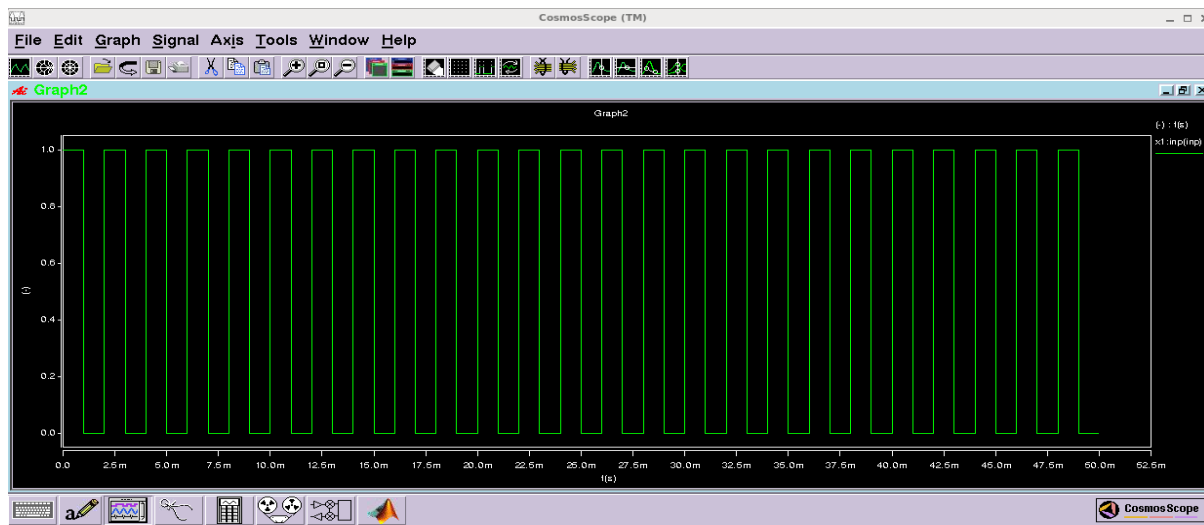 CosmosScope (TM)
File Edit Graph Signal Axis Tools Window Help
Graph2
Graph2
(-) : t(s)
x1:inp(inp)
1.0
0.8
0.6
(-)
0.4
0.2
0.0
0.0 2.5m 5.0m 7.5m 10.0m 12.5m 15.0m 17.5m 20.0m 22.5m 25.0m 27.5m 30.0m 32.5m 35.0m 37.5m 40.0m 42.5m 45.0m 47.5m 50.0m 52.5m
t(s)
a
CosmosScope